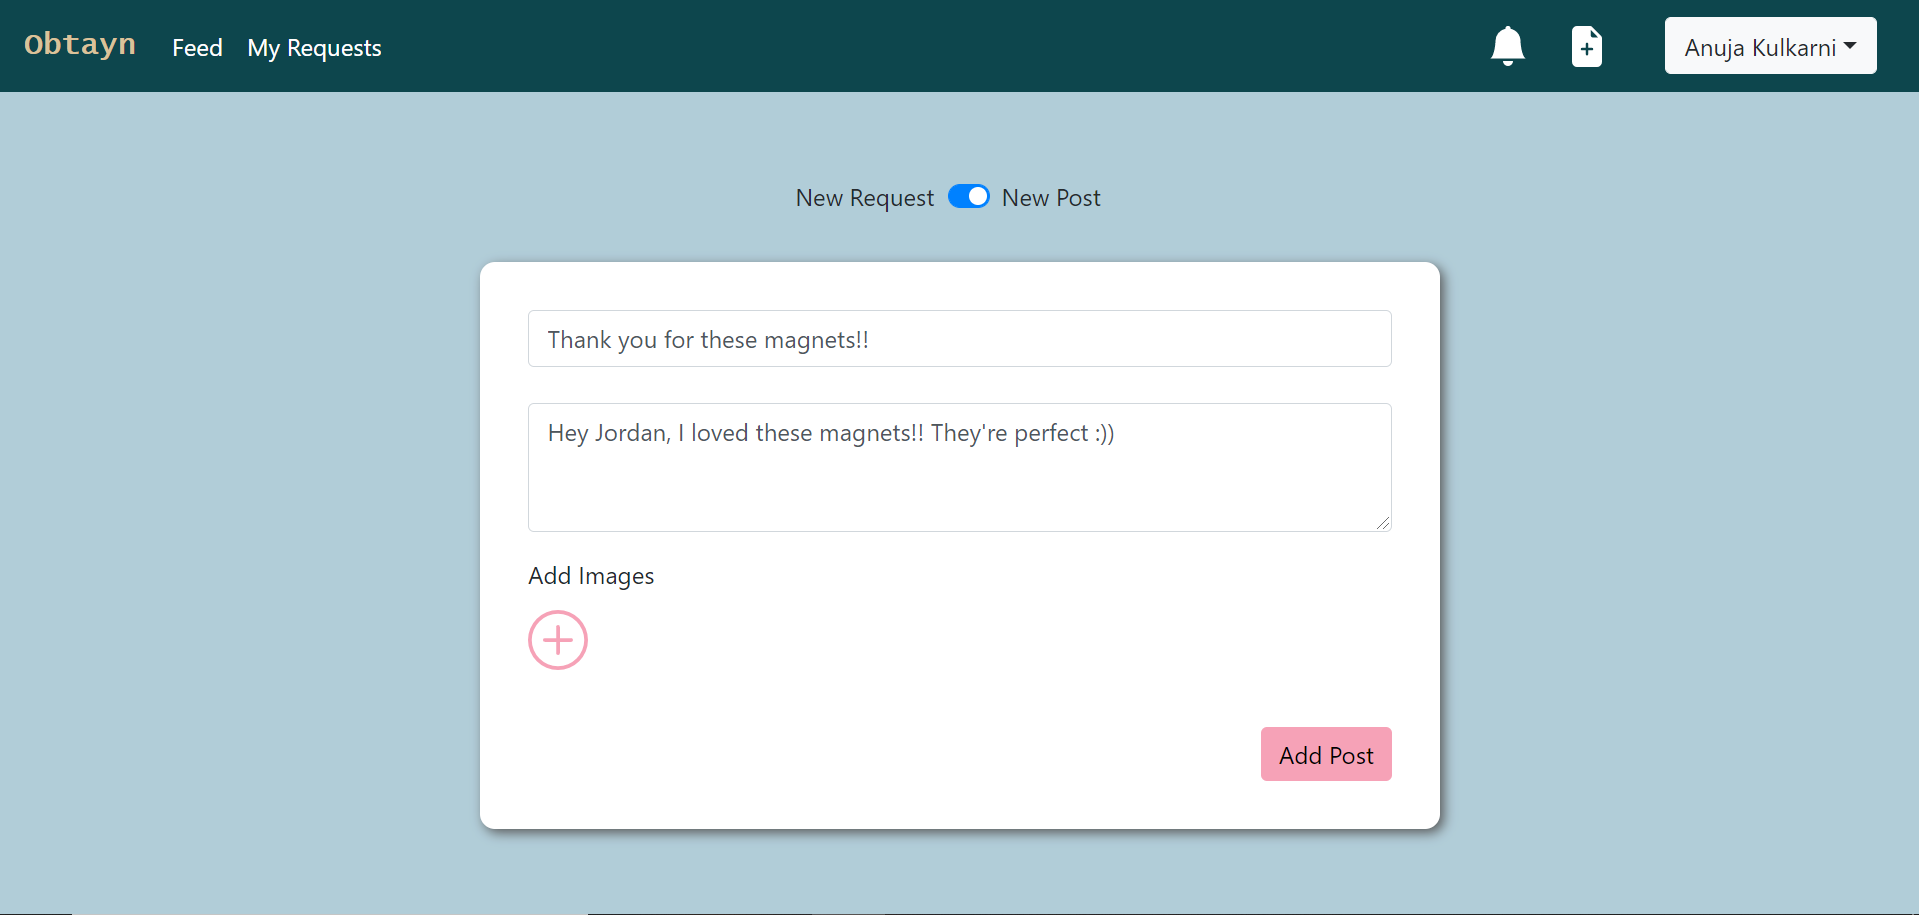 Obtayn Feed My Requests Anuja Kulkarni
New Request New Post
Thank you for these magnets!!
Hey Jordan, I loved these magnets!! They're perfect :))
Add Images
Add Post